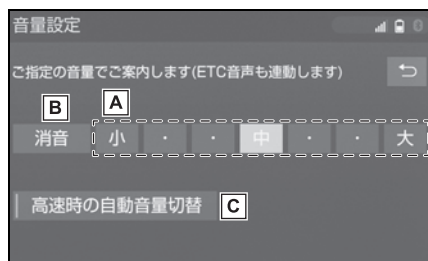 音量設定
0
ご指定の音量でご案内します(ETC音声も連動します)
B A
消音 小 ・ ・ 中 ・ ・ 大
高速時の自動音量切替 C